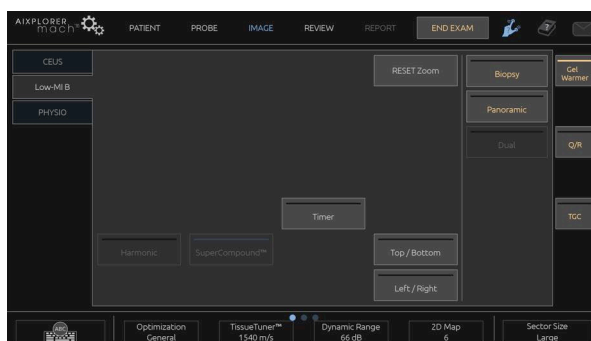 AIXPLORER
mach
PATIENT
PROBE
IMAGE
REVIEW
REPORT
END EXAM
CEUS
Low-MI B
PHYSIO
RESET Zoom
Biopsy
Gel
Warmer
Panoramic
Dual
Q/R
Timer
TGC
Harmonic
SuperCompound™
Top / Bottom
Left / Right
ABC
Optimization
General
TissueTuner™
1540 m/s
Dynamic Range
66 dB
2D Map
6
Sector Size
Large